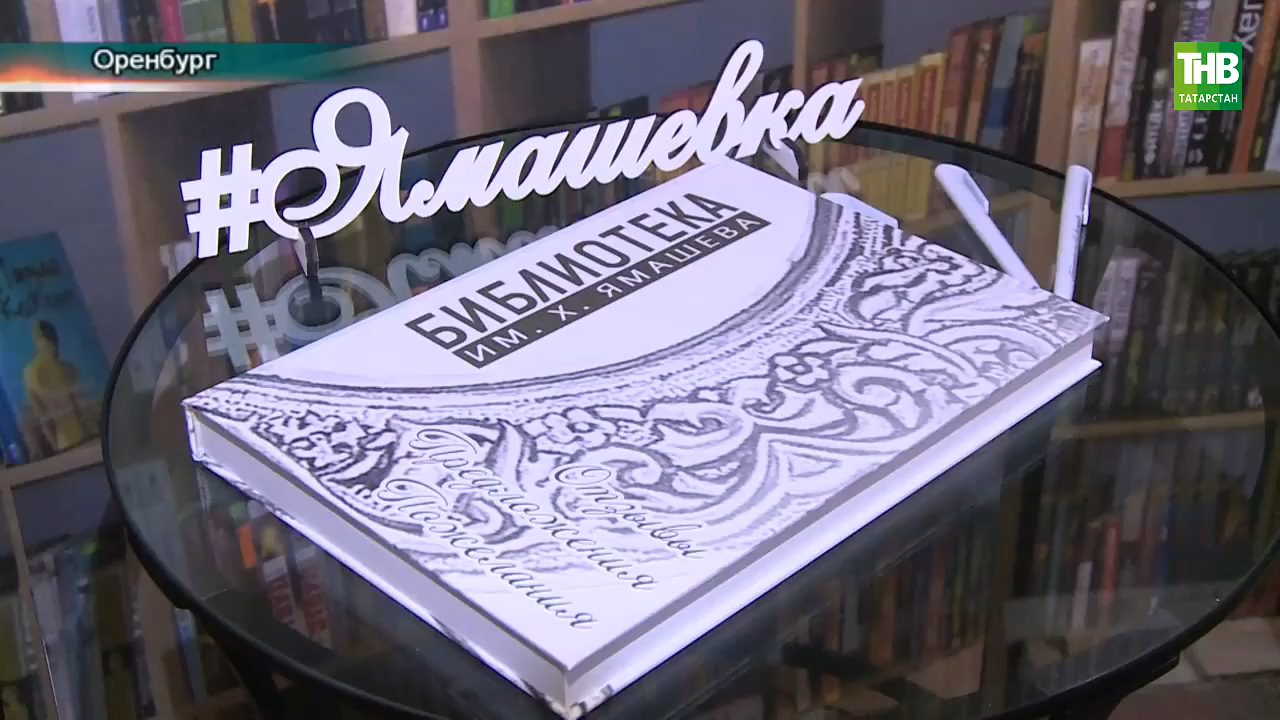 Оренбург
ТНВ
ТАТАРСТАН
#Ямашевка
БИБЛИОТЕКА
ИМ. Х. ЯМАШЕВА
Отзывы
Предложения
Пожелания